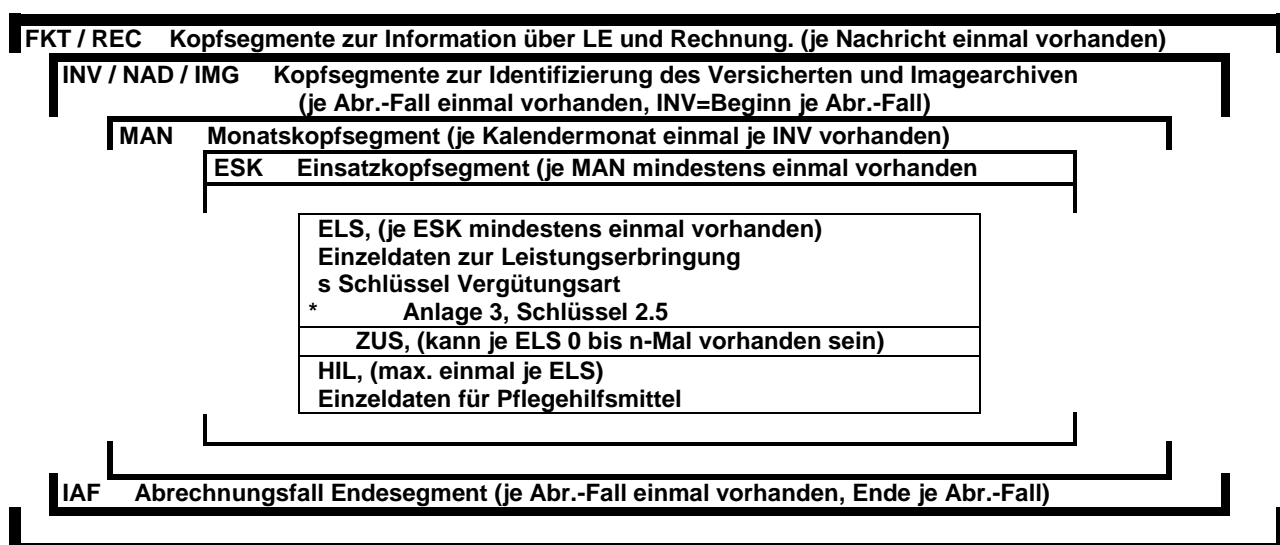 FKT / REC Kopfsegmente zur Information über LE und Rechnung. (je Nachricht einmal vorhanden)
INV / NAD / IMG Kopfsegmente zur Identifizierung des Versicherten und Imagearchiven
(je Abr.-Fall einmal vorhanden, INV=Beginn je Abr.-Fall)
MAN Monatskopfsegment (je Kalendermonat einmal je INV vorhanden)
ESK Einsatzkopfsegment (je MAN mindestens einmal vorhanden
ELS, (je ESK mindestens einmal vorhanden)
Einzeldaten zur Leistungserbringung
s Schlüssel Vergütungsart
* Anlage 3, Schlüssel 2.5
ZUS, (kann je ELS 0 bis n-Mal vorhanden sein)
HIL, (max. einmal je ELS)
Einzeldaten für Pflegehilfsmittel
IAF Abrechnungsfall Endesegment (je Abr.-Fall einmal vorhanden, Ende je Abr.-Fall)